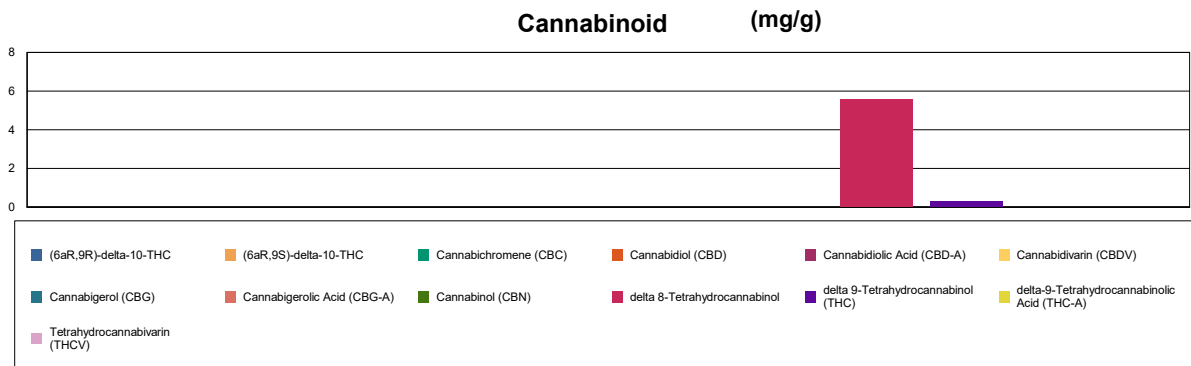 Cannabinoid (mg/g)
8
6
4
2
0
(6aR,9R)-delta-10-THC
(6aR,9S)-delta-10-THC
Cannabichromene (CBC)
Cannabidiol (CBD)
Cannabidiolic Acid (CBD-A)
Cannabidivarin (CBDV)
Cannabigerol (CBG)
Cannabigerolic Acid (CBG-A)
Cannabinol (CBN)
delta 8-Tetrahydrocannabinol
delta 9-Tetrahydrocannabinol
(THC)
delta-9-Tetrahydrocannabinolic
Acid (THC-A)
Tetrahydrocannabivarin
(THCV)